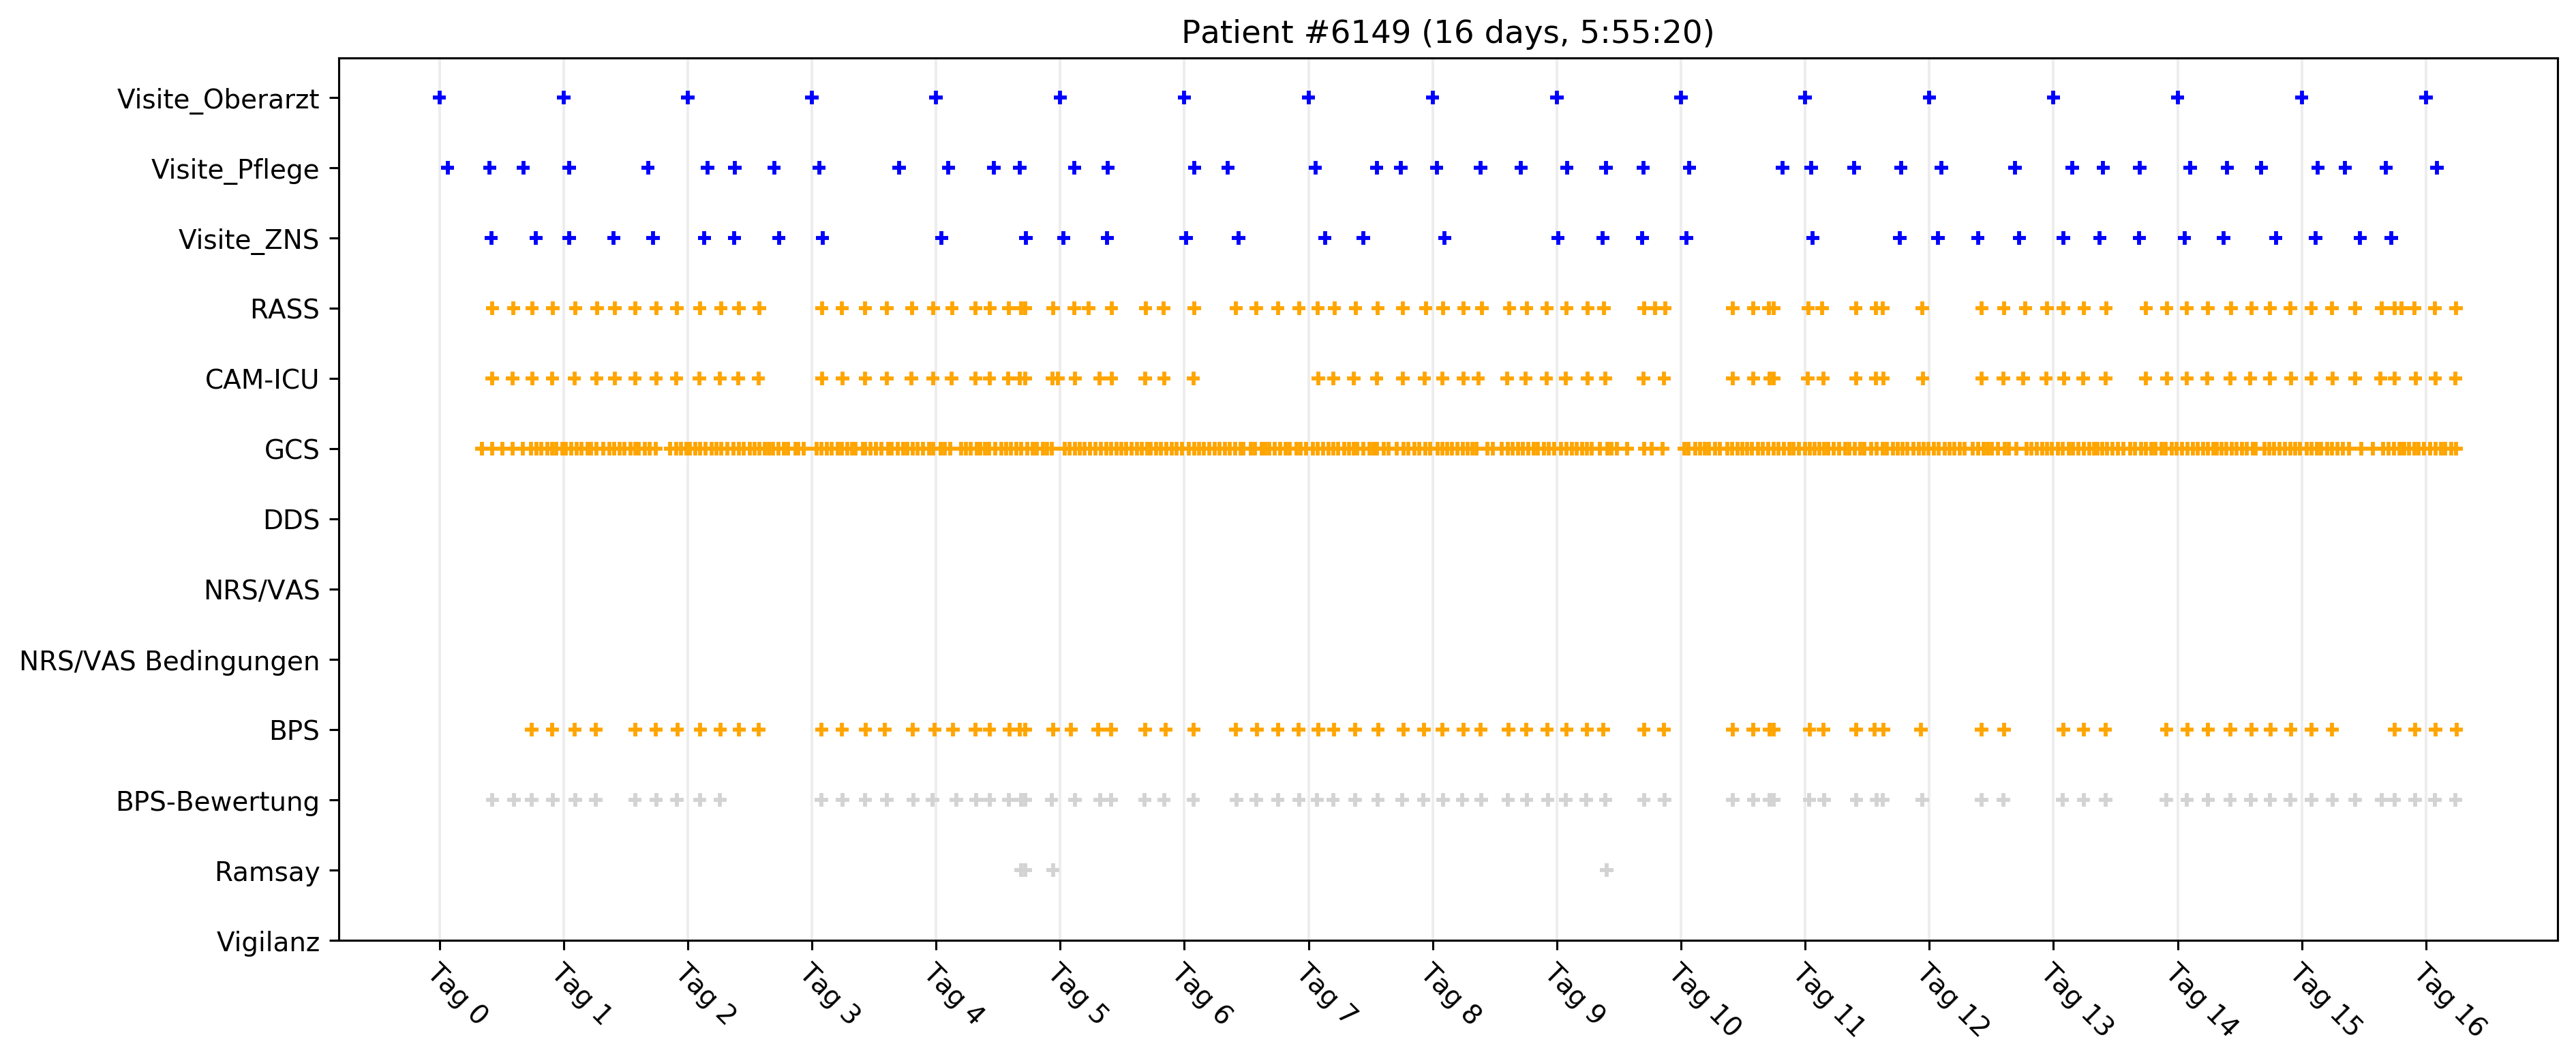 Patient #6149 (16 days, 5:55:20)
Visite_Oberarzt
Visite_Pflege
Visite_ZNS
RASS
CAM-ICU
GCS
DDS
NRS/VAS
NRS/VAS Bedingungen
BPS
BPS-Bewertung
Ramsay
Vigilanz
Tag 0
Tag 1
Tag 2
Tag 3
Tag 4
Tag 5
Tag 6
Tag 7
Tag 8
Tag 9
Tag 10
Tag 11
Tag 12
Tag 13
Tag 14
Tag 15
Tag 16